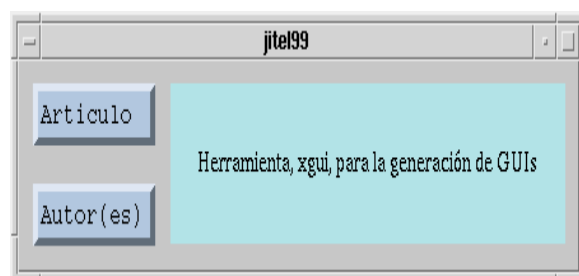 jitel99
Articulo
Herramienta, xgui, para la generación de GUIs
Autor(es)